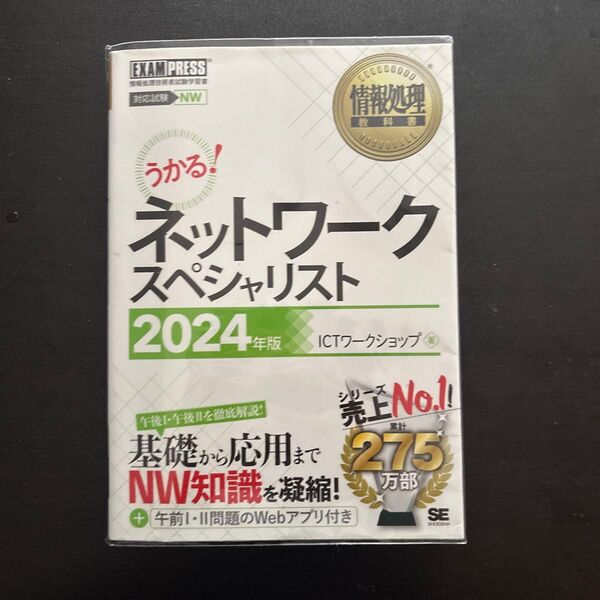 EXAMPRESS®
情報処理技術者試験学習書
対応試験 NW
情報処理
教科書
うかる!
ネットワーク
スペシャリスト
2024年版
ICTワークショップ 著
午後Ⅰ・午後Ⅱを徹底解説!
基礎から応用まで
NW知識を凝縮!
+ 午前Ⅰ・Ⅱ問題のWebアプリ付き
シリーズ
売上No.1!
累計
275
万部
SE
SHOEISHA